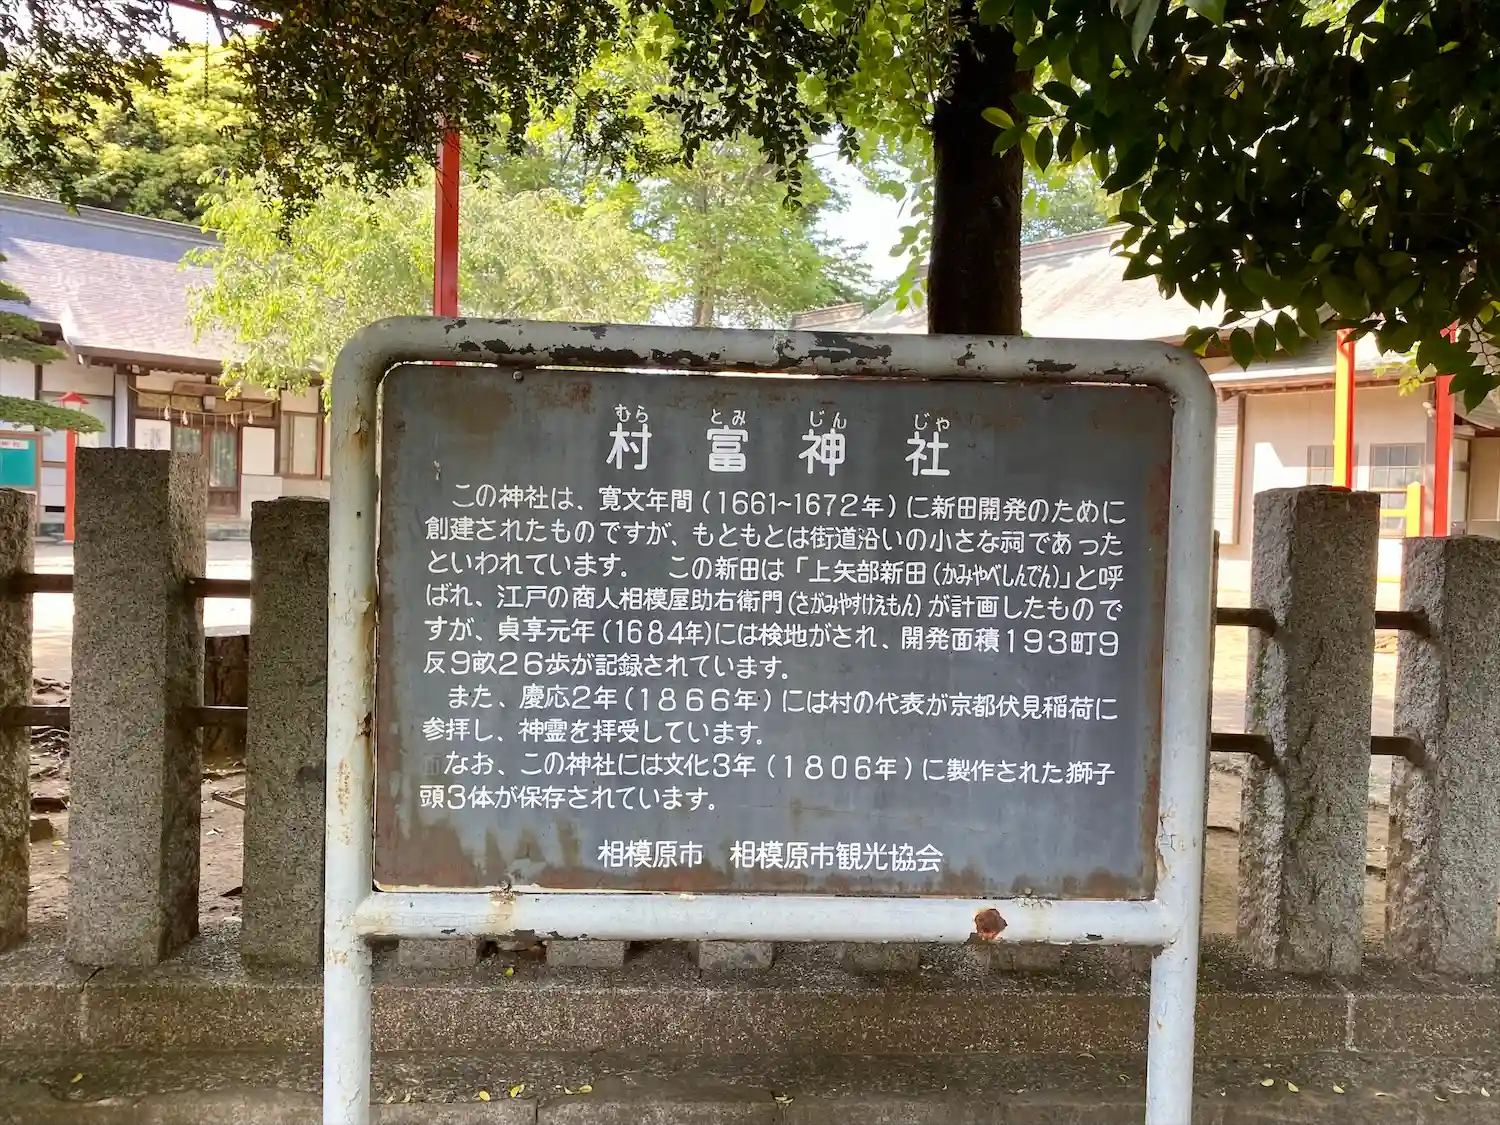 むら とみ じん じゃ
村富神社
この神社は、寛文年間(1661~1672年)に新田開発のために
創建されたものですが、もともとは街道沿いの小さな祠であった
といわれています。 この新田は「上矢部新田(かみやべしんでん)」と呼
ばれ、江戸の商人相模屋助右衛門(さがみやすけえもん)が計画したもので
すが、貞享元年(1684年)には検地がされ、開発面積193町9
反9畝26歩が記録されています。
また、慶応2年(1866年)には村の代表が京都伏見稲荷に
参拝し、神霊を拝受しています。
なお、この神社には文化3年(1806年)に製作された獅子
頭3体が保存されています。
相模原市 相模原市観光協会